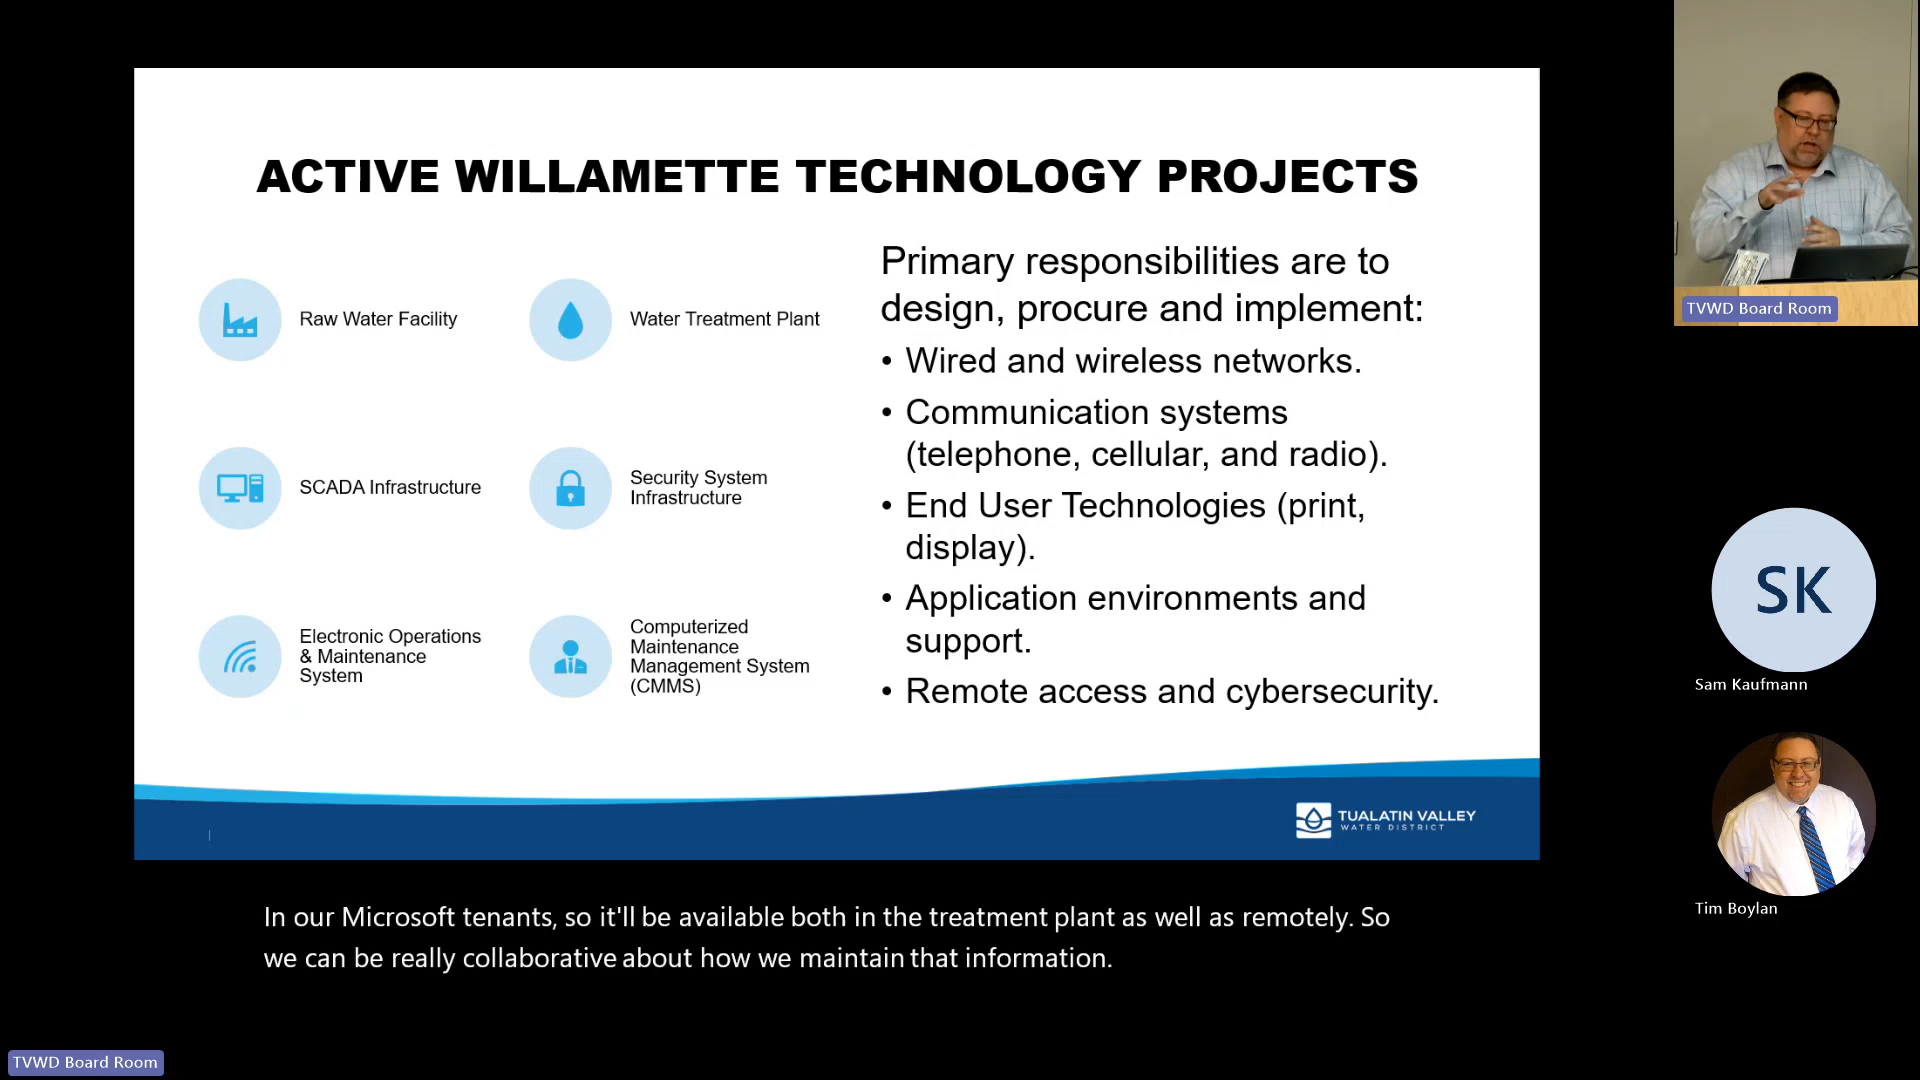 ACTIVE WILLAMETTE TECHNOLOGY PROJECTS
Raw Water Facility
Water Treatment Plant
SCADA Infrastructure
Security System
Infrastructure
Electronic Operations
& Maintenance
System
Computerized
Maintenance
Management System
(CMMS)
Primary responsibilities are to
design, procure and implement:
• Wired and wireless networks.
• Communication systems
(telephone, cellular, and radio).
• End User Technologies (print,
display).
• Application environments and
support.
• Remote access and cybersecurity.
TUALATIN VALLEY
WATER DISTRICT
TVWD Board Room
SK
Sam Kaufmann
Tim Boylan
In our Microsoft tenants, so it'll be available both in the treatment plant as well as remotely. So
we can be really collaborative about how we maintain that information.
TVWD Board Room